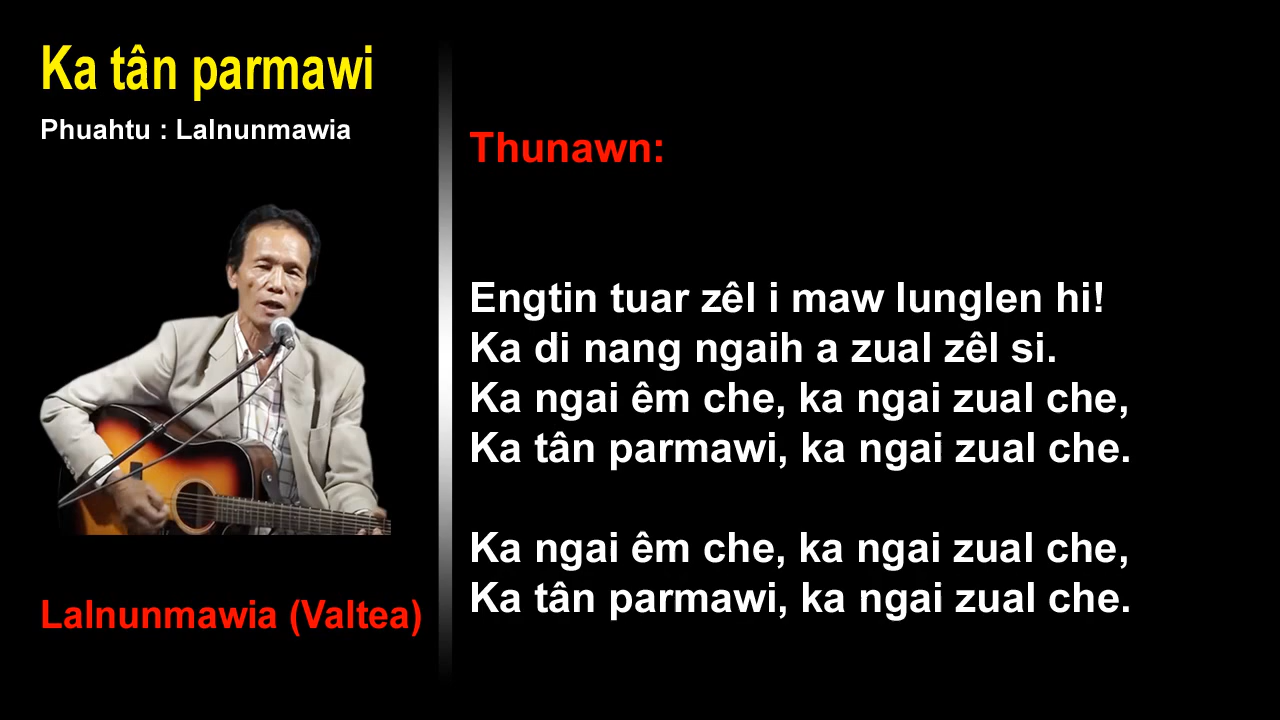 Ka tân parmawi
Phuahtu : Lalnunmawia
Lalnunmawia (Valtea)
Thunawn:
Engtin tuar zêl i maw lunglen hi!
Ka di nang ngaih a zual zêl si.
Ka ngai êm che, ka ngai zual che,
Ka tân parmawi, ka ngai zual che.
Ka ngai êm che, ka ngai zual che,
Ka tân parmawi, ka ngai zual che.